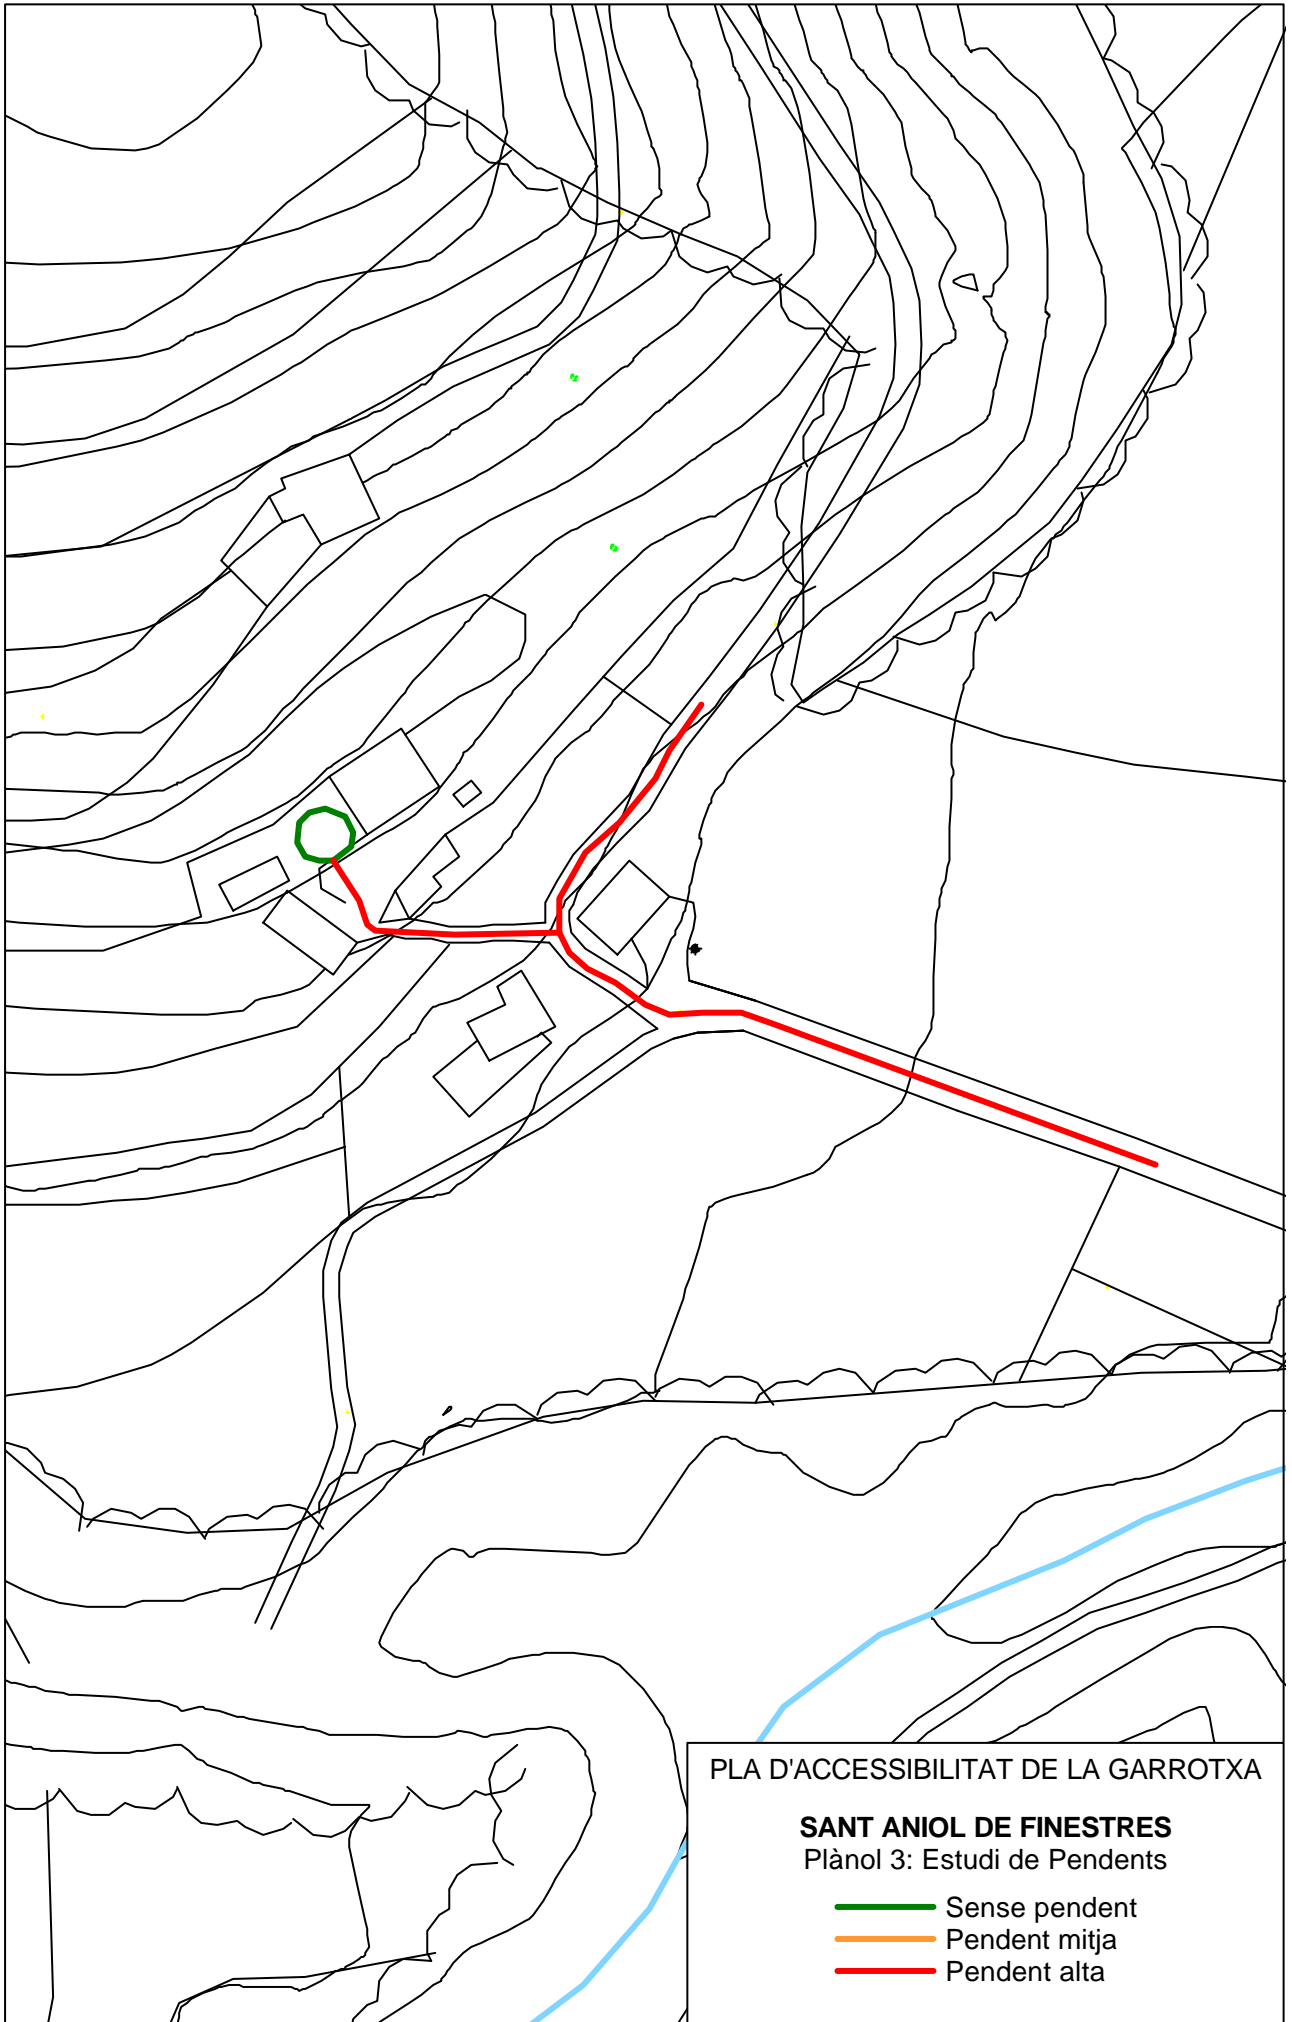 PLA D'ACCESSIBILITAT DE LA GARROTXA
SANT ANIOL DE FINESTRES
Plànol 3: Estudi de Pendents
Sense pendent
Pendent mitja
Pendent alta